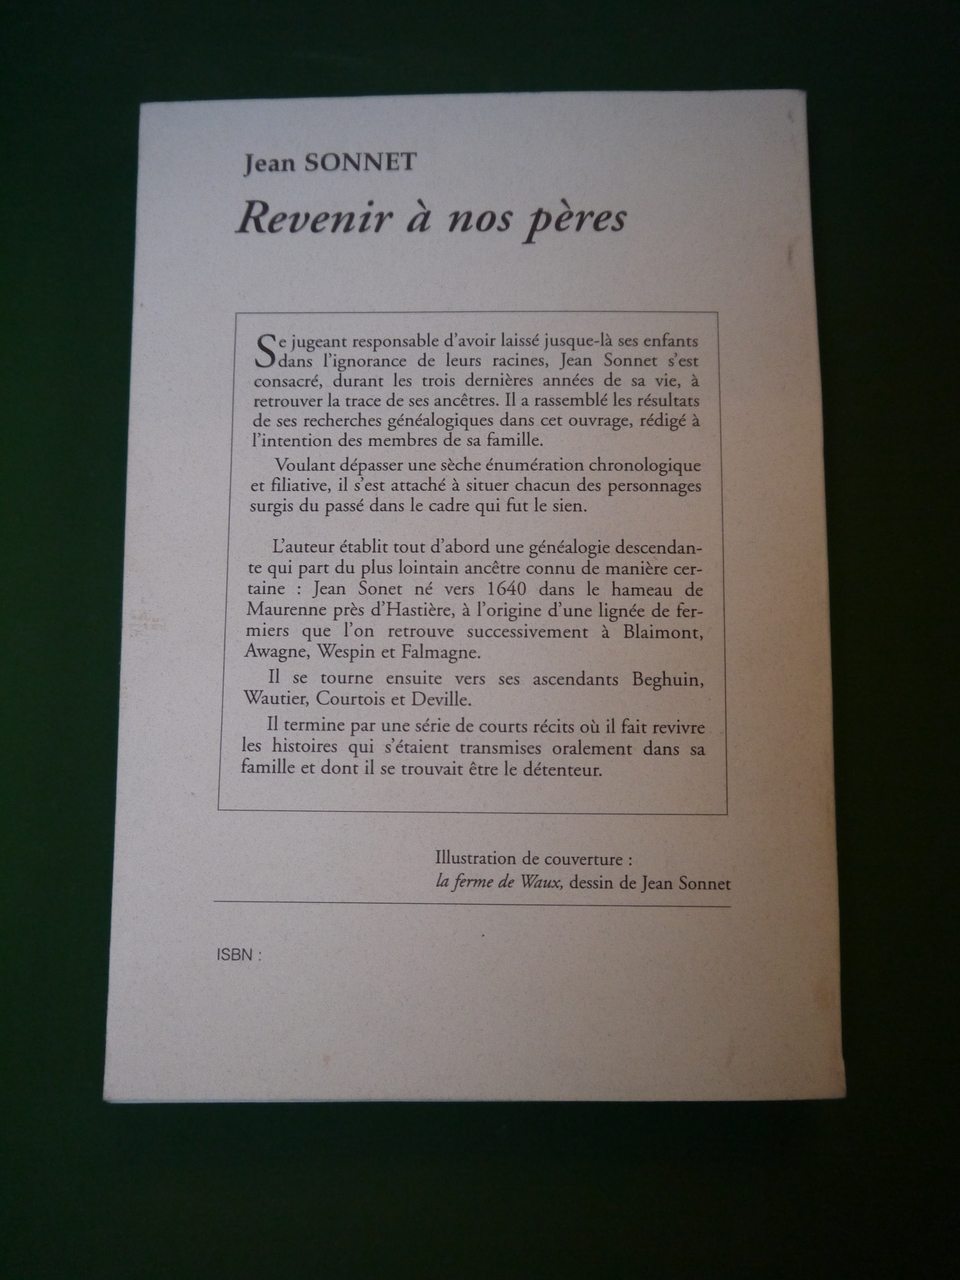 Jean SONNET
Revenir à nos pères
Se jugeant responsable d'avoir laissé jusque-là ses enfants
dans l'ignorance de leurs racines, Jean Sonnet s'est
consacré, durant les trois dernières années de sa vie, à
retrouver la trace de ses ancêtres. Il a rassemblé les résultats
de ses recherches généalogiques dans cet ouvrage, rédigé à
l'intention des membres de sa famille.
Voulant dépasser une sèche énumération chronologique
et filiative, il s'est attaché à situer chacun des personnages
surgis du passé dans le cadre qui fut le sien.
L'auteur établit tout d'abord une généalogie descendan-
te qui part du plus lointain ancêtre connu de manière cer-
taine : Jean Sonet né vers 1640 dans le hameau de
Maurenne près d'Hastière, à l'origine d'une lignée de fer-
miers que l'on retrouve successivement à Blaimont,
Awagne, Wespin et Falmagne.
Il se tourne ensuite vers ses ascendants Beghuin,
Wautier, Courtois et Deville.
Il termine par une série de courts récits où il fait revivre
les histoires qui s'étaient transmises oralement dans sa
famille et dont il se trouvait être le détenteur.
Illustration de couverture :
la ferme de Waux, dessin de Jean Sonnet
ISBN :